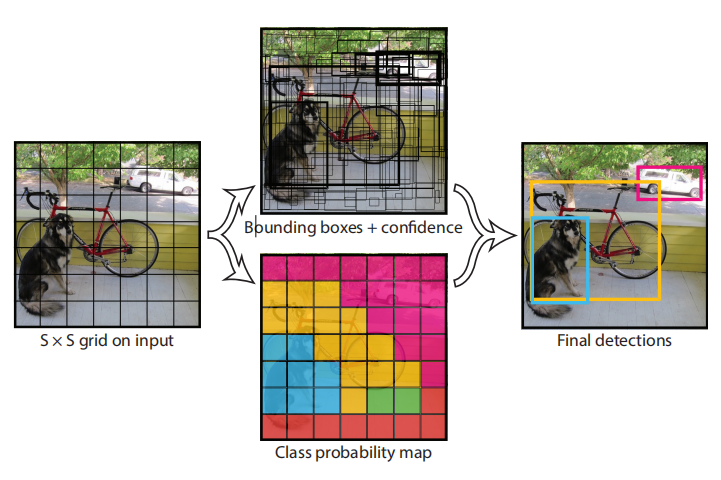 S × S grid on input
Bounding boxes + confidence
Class probability map
Final detections